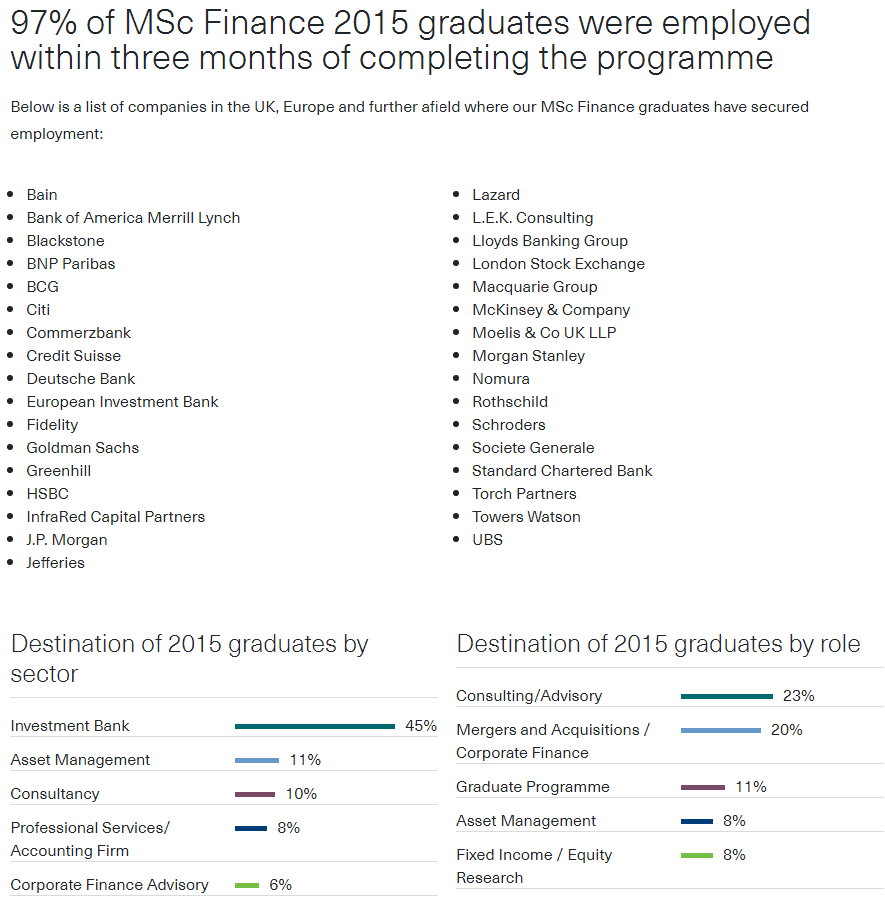 97% of MSc Finance 2015 graduates were employed
within three months of completing the programme
Below is a list of companies in the UK, Europe and further afield where our MSc Finance graduates have secured
employment:
Bain
Bank of America Merrill Lynch
Blackstone
BNP Paribas
BCG
Citi
Commerzbank
Credit Suisse
Deutsche Bank
European Investment Bank
Fidelity
Goldman Sachs
Greenhill
HSBC
InfraRed Capital Partners
J.P. Morgan
Jefferies
Lazard
L.E.K. Consulting
Lloyds Banking Group
London Stock Exchange
Macquarie Group
McKinsey & Company
Moelis & Co UK LLP
Morgan Stanley
Nomura
Rothschild
Schroders
Societe Generale
Standard Chartered Bank
Torch Partners
Towers Watson
UBS
Destination of 2015 graduates by
sector
Investment Bank 45%
Asset Management 11%
Consultancy 10%
Professional Services/ 8%
Accounting Firm
Corporate Finance Advisory 6%
Destination of 2015 graduates by role
Consulting/Advisory 23%
Mergers and Acquisitions / 20%
Corporate Finance
Graduate Programme 11%
Asset Management 8%
Fixed Income / Equity 8%
Research